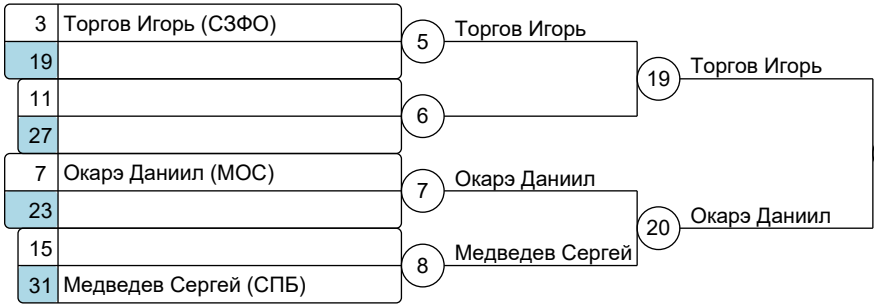 3 Торгов Игорь (СЗФО)
19
5 Торгов Игорь
11
27
6
19 Торгов Игорь
7 Окарэ Даниил (МОС)
23
7 Окарэ Даниил
15
31 Медведев Сергей (СПБ)
8 Медведев Сергей
20 Окарэ Даниил